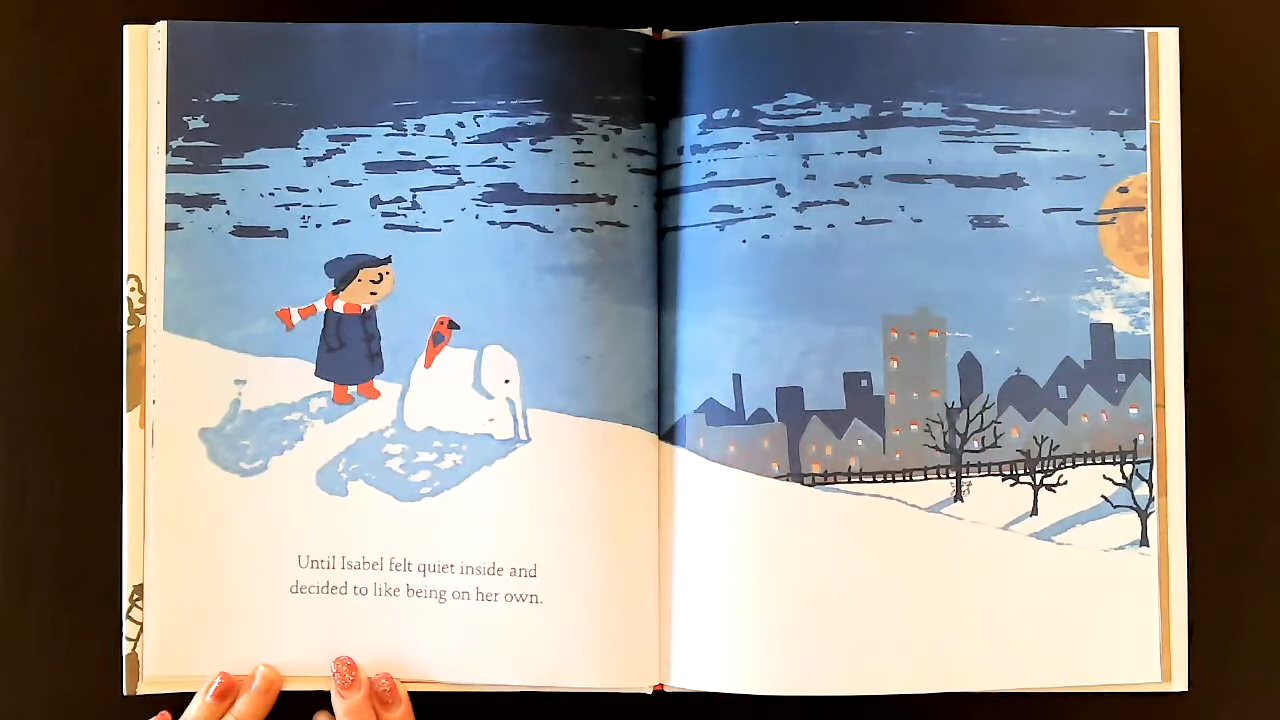 Until Isabel felt quiet inside and
decided to like being on her own.